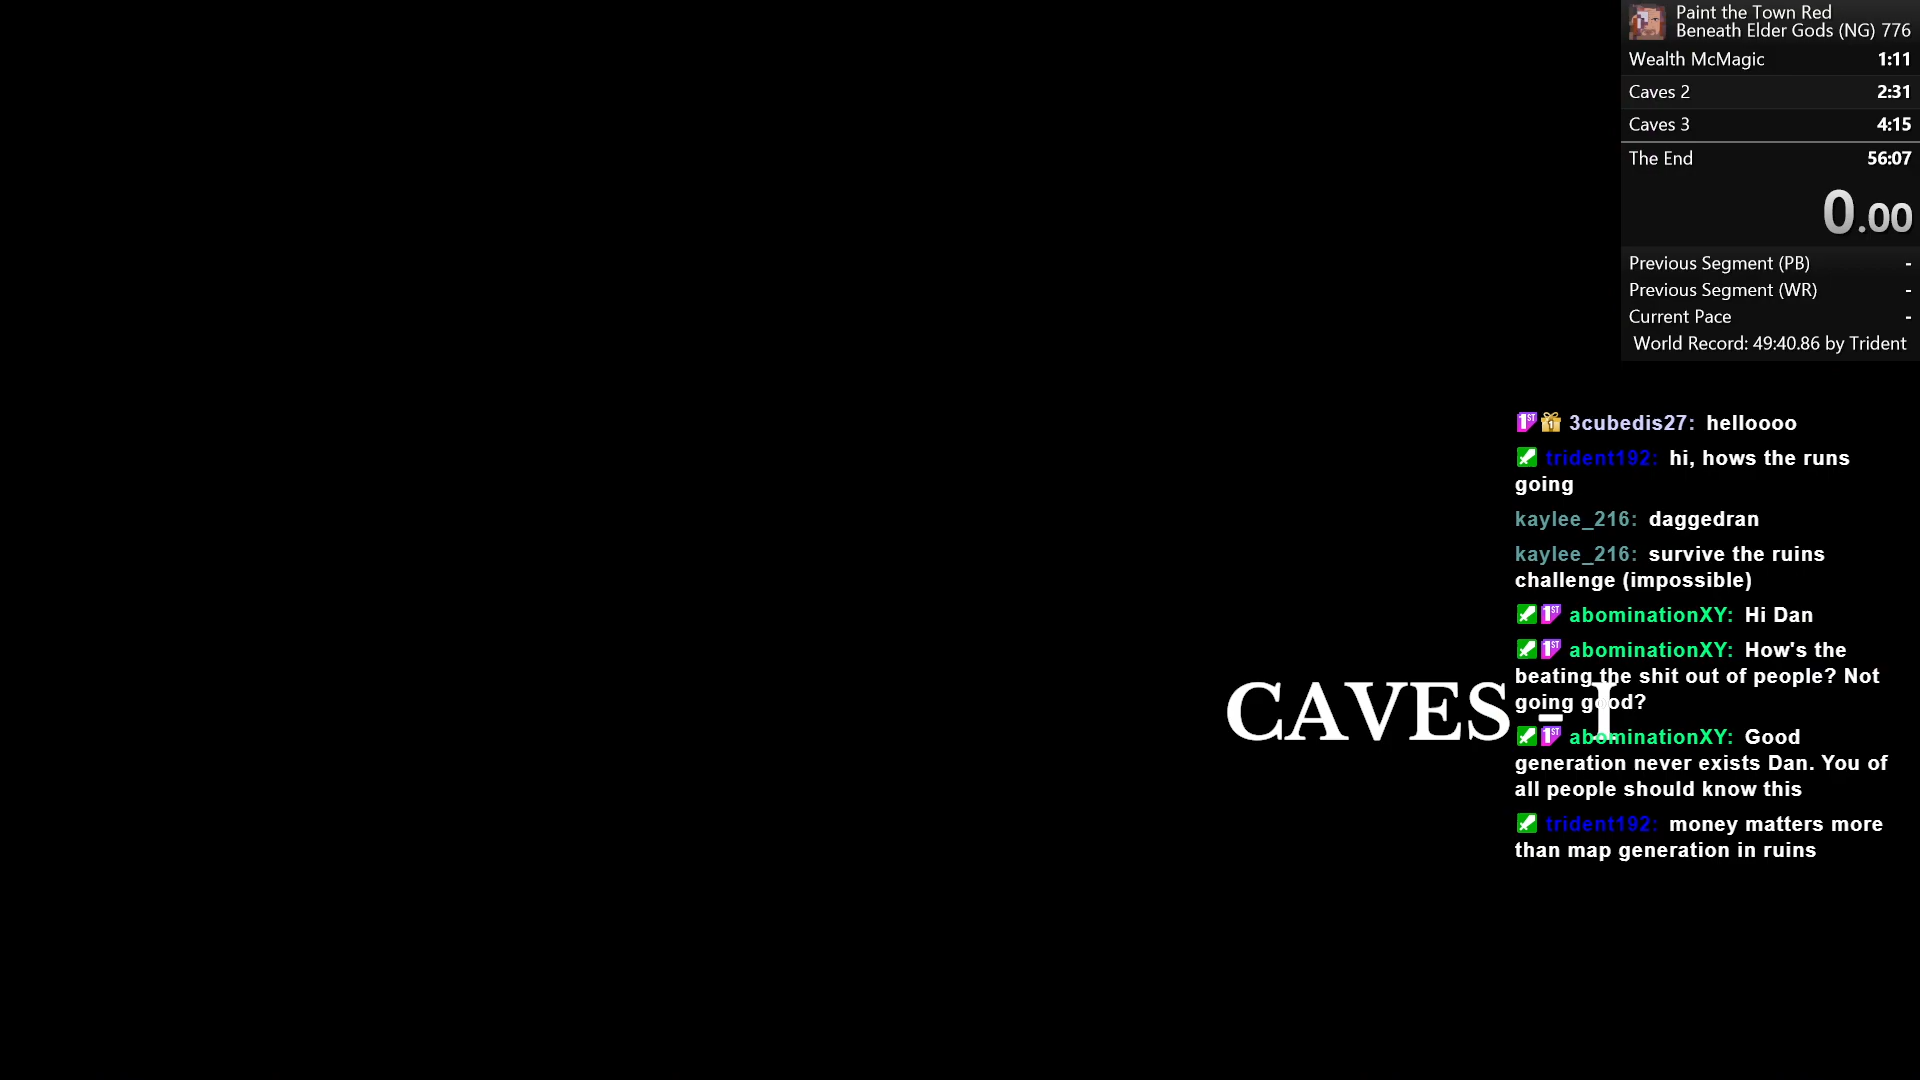 Paint the Town Red
Beneath Elder Gods (NG) 776
Wealth McMagic 1:11
Caves 2 2:31
Caves 3 4:15
The End 56:07
0.00
Previous Segment (PB) -
Previous Segment (WR) -
Current Pace -
World Record: 49:40.86 by Trident
3cubedis27: helloooo
trident192: hi, hows the runs
going
kaylee_216: daggedran
kaylee_216: survive the ruins
challenge (impossible)
abominationXY: Hi Dan
abominationXY: How's the
beating the shit out of people? Not
going good?
CAVES - I
abominationXY: Good
generation never exists Dan. You of
all people should know this
trident192: money matters more
than map generation in ruins